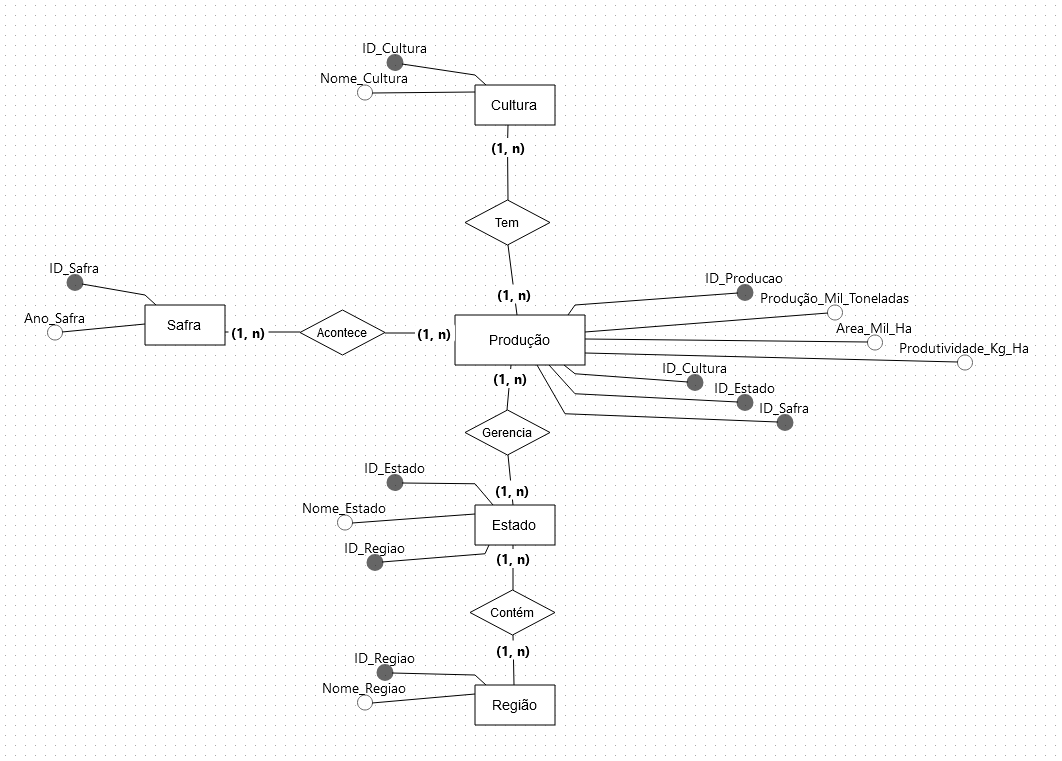 ID_Cultura
Nome_Cultura
Cultura
(1, n)
Tem
(1, n)
ID_Safra
Ano_Safra
Safra
(1, n)
Acontece
(1, n)
Produção
ID_Producao
Produção_Mil_Toneladas
Area_Mil_Ha
Produtividade_Kg_Ha
ID_Cultura
ID_Estado
ID_Safra
(1, n)
Gerencia
(1, n)
ID_Estado
Nome_Estado
Estado
ID_Regiao
(1, n)
Contém
(1, n)
ID_Regiao
Nome_Regiao
Região